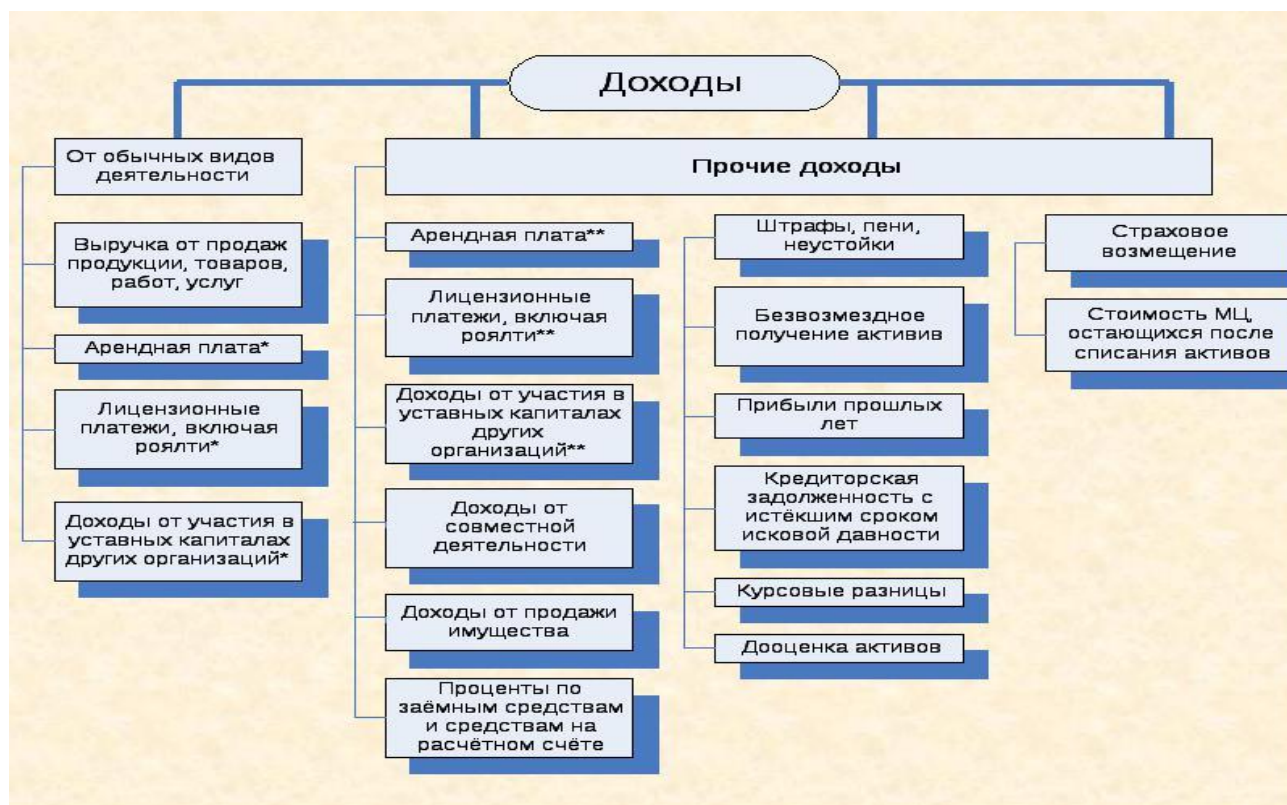 Доходы
От обычных видов
деятельности
Выручка от продаж
продукции, товаров,
работ, услуг
Арендная плата*
Лицензионные
платежи, включая
роялти*
Доходы от участия в
уставных капиталах
других организаций*
Прочие доходы
Арендная плата**
Лицензионные
платежи, включая
роялти**
Доходы от участия в
уставных капиталах
других
организаций**
Доходы от
совместной
деятельности
Доходы от продажи
имущества
Проценты по
заёмным средствам
и средствам на
расчётном счёте
Штрафы, пени,
неустойки
Безвозмездное
получение активив
Прибыли прошлых
лет
Кредиторская
задолженность с
истёкшим сроком
исковой давности
Курсовые разницы
Дооценка активов
Страховое
возмещение
Стоимость МЦ,
остающихся после
списания активов